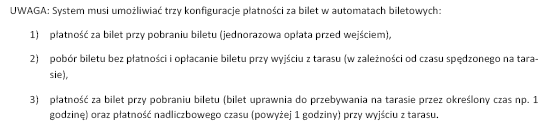 UWAGA: System musi umożliwiać trzy konfiguracje płatności za bilet w automatach biletowych:
1) płatność za bilet przy pobraniu biletu (jednorazowa opłata przed wejściem),
2) pobór biletu bez płatności i opłacanie biletu przy wyjściu z tarasu (w zależności od czasu spędzonego na tara-
sie),
3) płatność za bilet przy pobraniu biletu (bilet uprawnia do przebywania na tarasie przez określony czas np. 1
godzinę) oraz płatność nadliczbowego czasu (powyżej 1 godziny) przy wyjściu z tarasu.